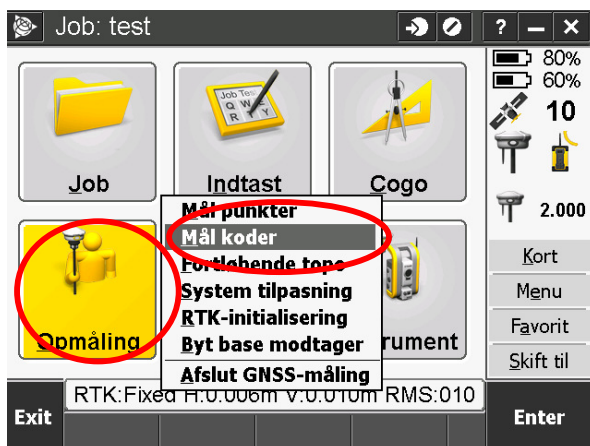 Job: test
? – ×
80%
60%
10
2.000
Job
Indtast
Cogo
Job Tes
Q W E Y
R
Mål punkter
Mål koder
Fortløbende topo
System tilpasning
RTK-initialisering
Byt base modtager
Afslut GNSS-måling
Opmåling
rument
Kort
Menu
Favorit
Skift til
RTK:Fixed H:0.006m V:0.010m RMS:010
Exit
Enter